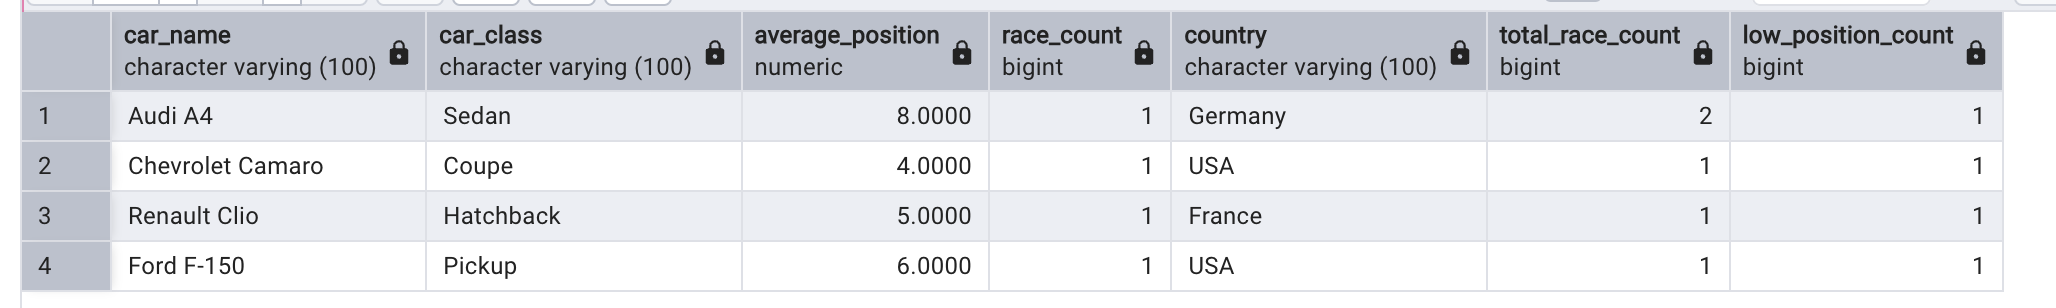 car_name car_class average_position race_count country total_race_count low_position_count
character varying (100) character varying (100) numeric bigint character varying (100) bigint bigint
1 Audi A4 Sedan 8.0000 1 Germany 2 1
2 Chevrolet Camaro Coupe 4.0000 1 USA 1 1
3 Renault Clio Hatchback 5.0000 1 France 1 1
4 Ford F-150 Pickup 6.0000 1 USA 1 1